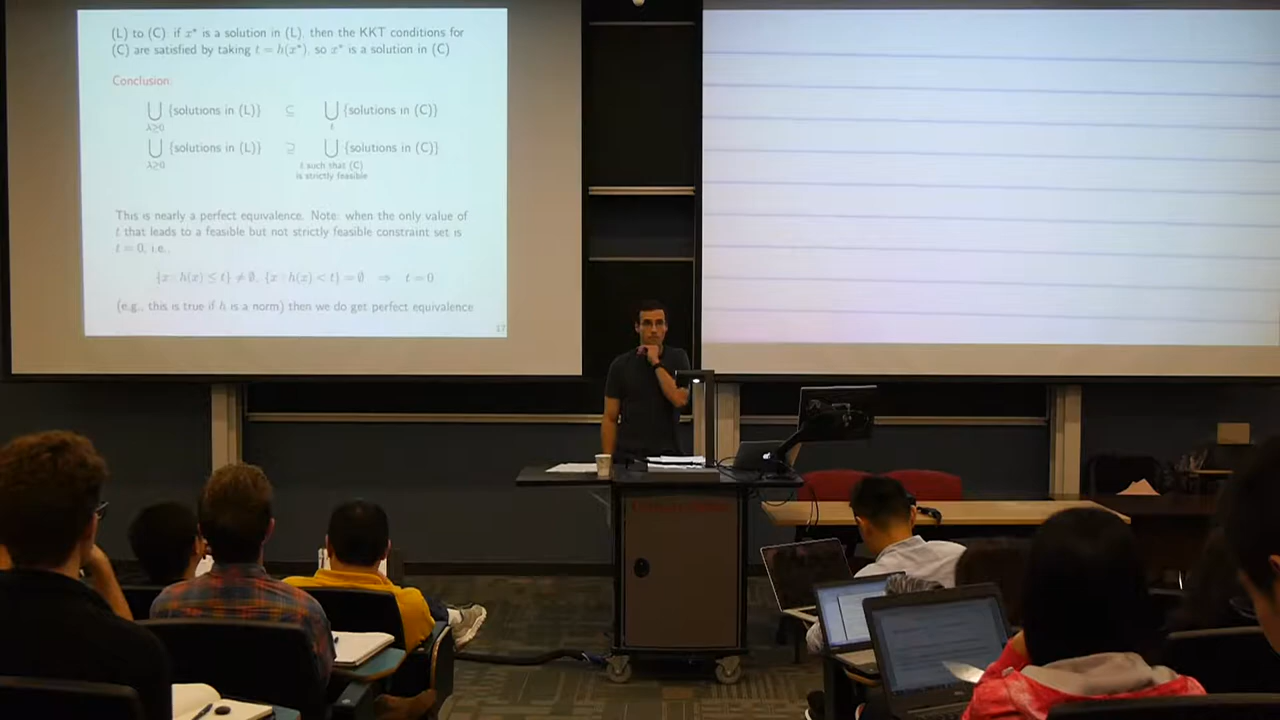 (L) to (C): if x* is a solution in (L), then the KKT conditions for
(C) are satisfied by taking t = h(x*), so x* is a solution in (C)
Conclusion:
⋃ {solutions in (L)} ⊆ ⋃ {solutions in (C)}
λ≥0 t
⋃ {solutions in (L)} ⊇ ⋃ {solutions in (C)}
λ≥0 t such that (C)
is strictly feasible
This is nearly a perfect equivalence. Note: when the only value of
t that leads to a feasible but not strictly feasible constraint set is
t = 0, i.e.,
{x : h(x) ≤ t} ≠ ∅, {x : h(x) < t} = ∅ ⇒ t = 0
(e.g., this is true if h is a norm) then we do get perfect equivalence
17